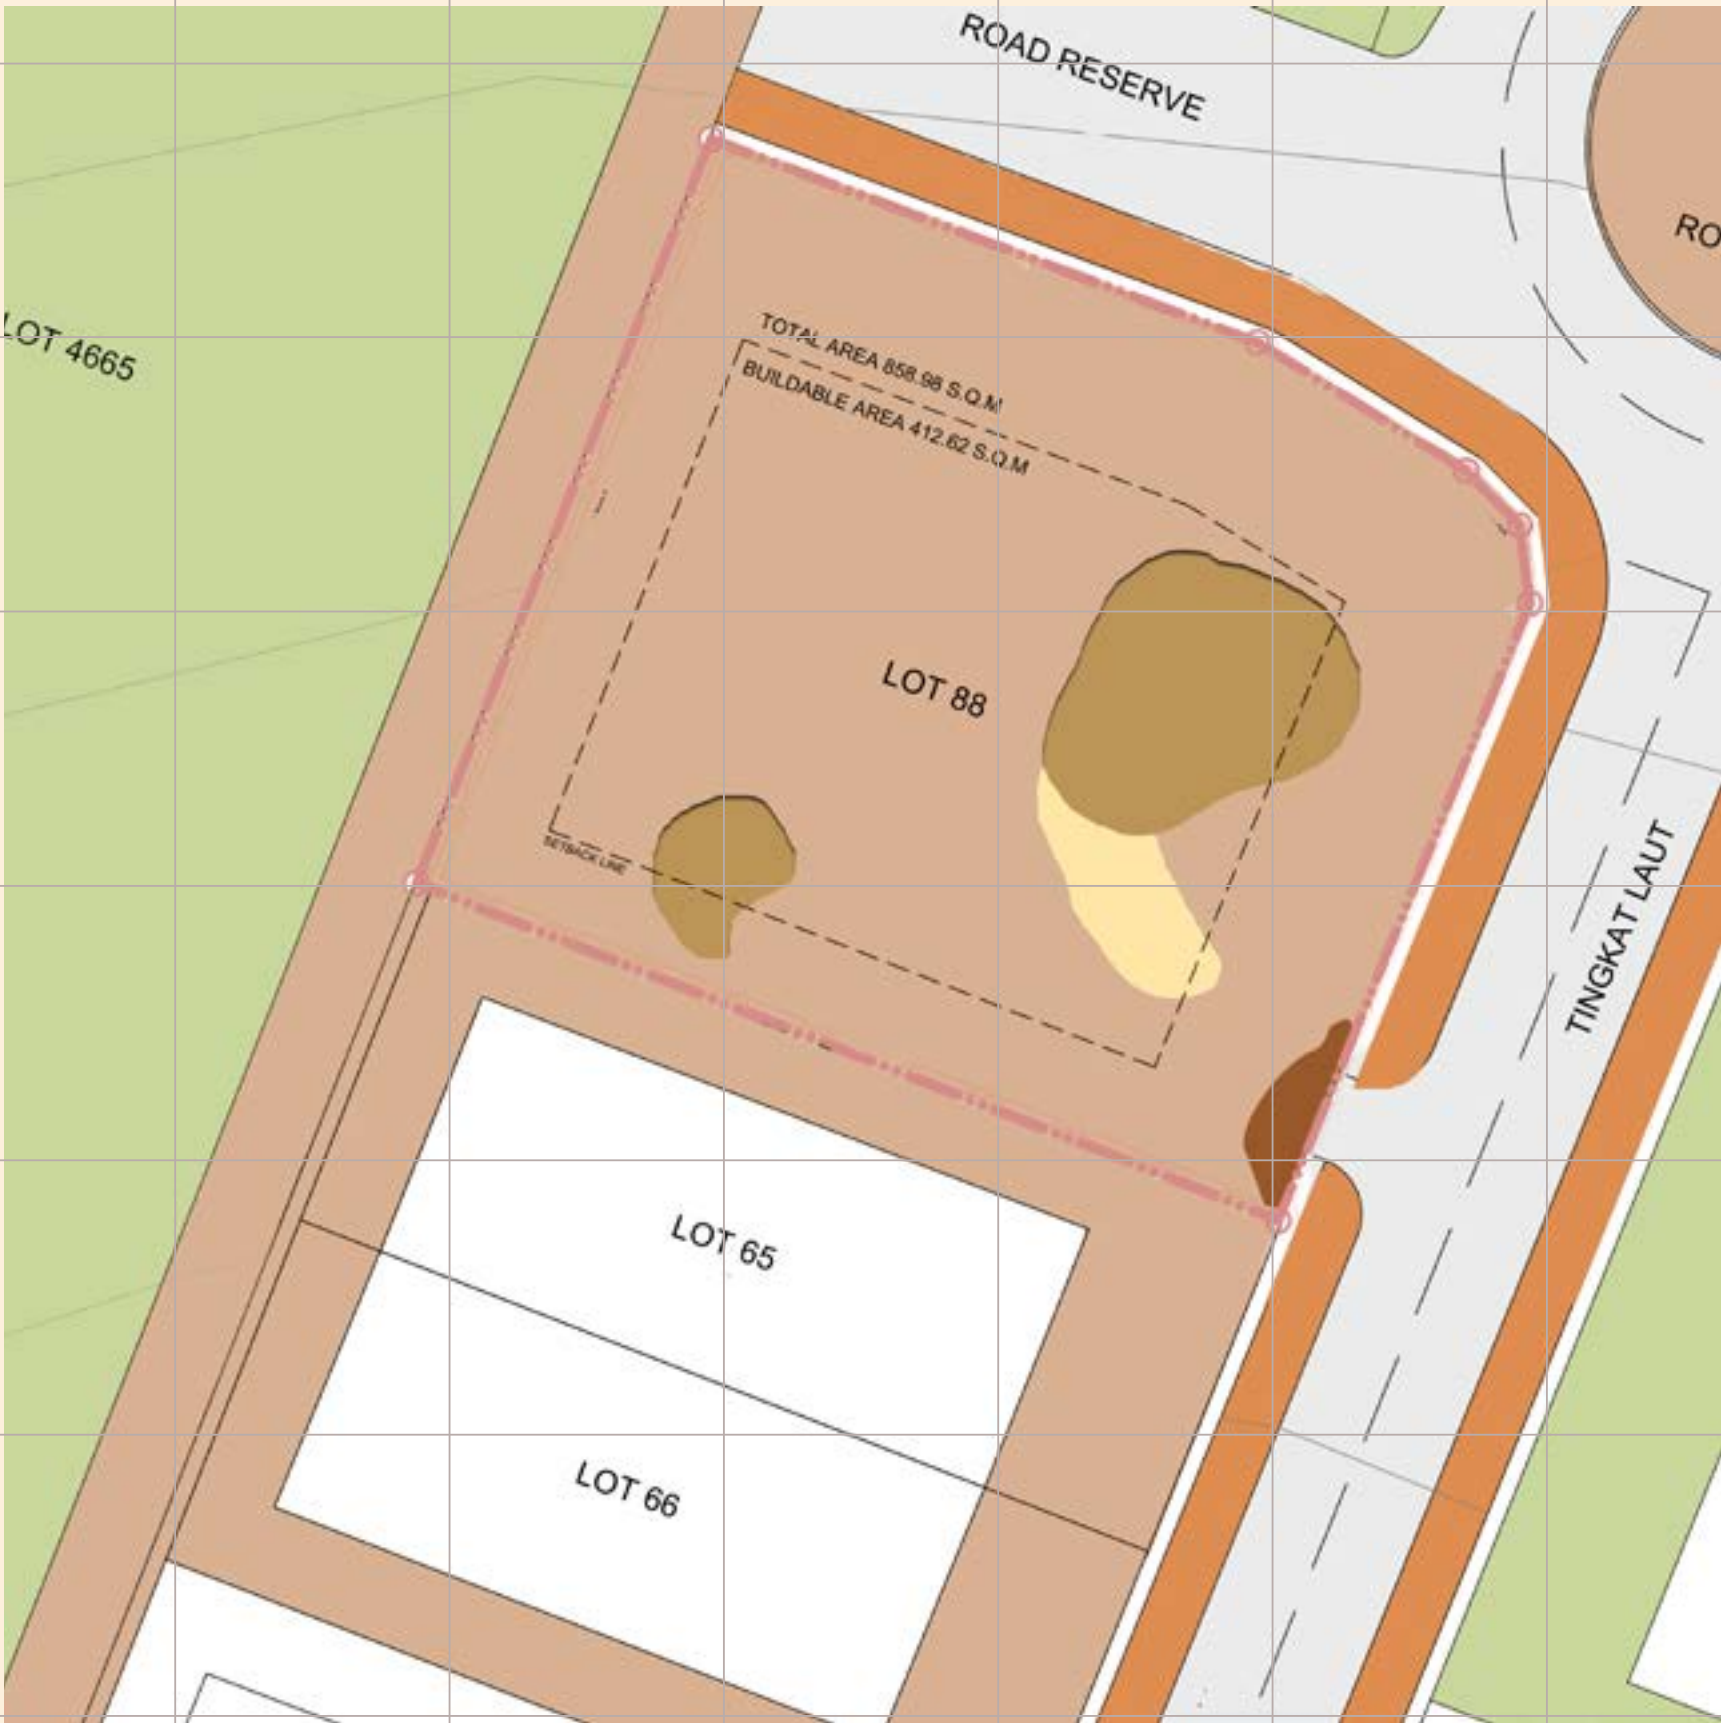 ROAD RESERVE
RO
LOT 4665
TOTAL AREA 858.98 S.Q.M
BUILDABLE AREA 412.62 S.Q.M
LOT 88
SETBACK LINE
TINGKAT LAUT
LOT 65
LOT 66